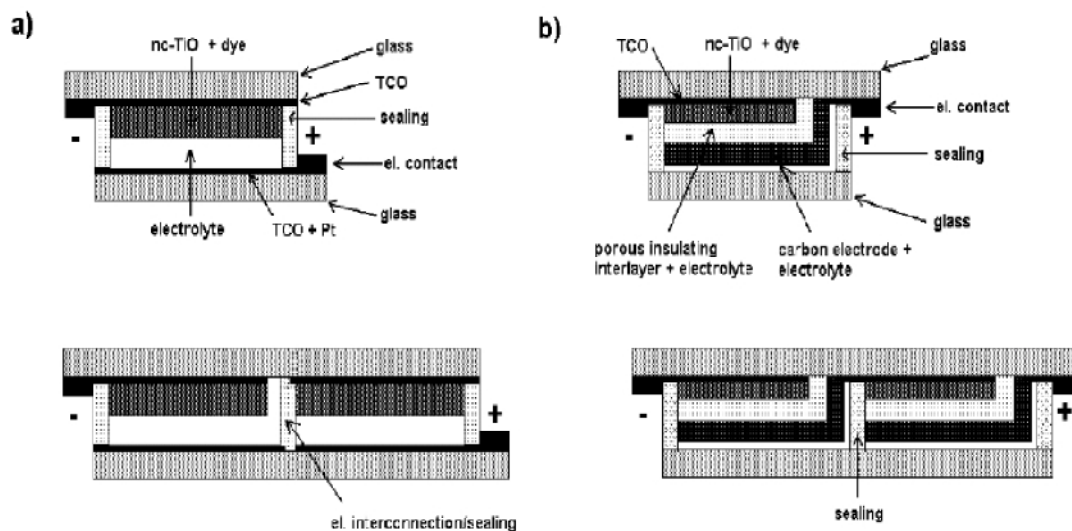 a)
nc-TiO + dye
glass
TCO
sealing
-
+
el. contact
glass
electrolyte
TCO + Pt
b)
TCO
nc-TiO + dye
glass
el. contact
-
+
sealing
glass
porous insulating
interlayer + electrolyte
carbon electrode +
electrolyte
-
+
el. interconnection/sealing
-
+
sealing